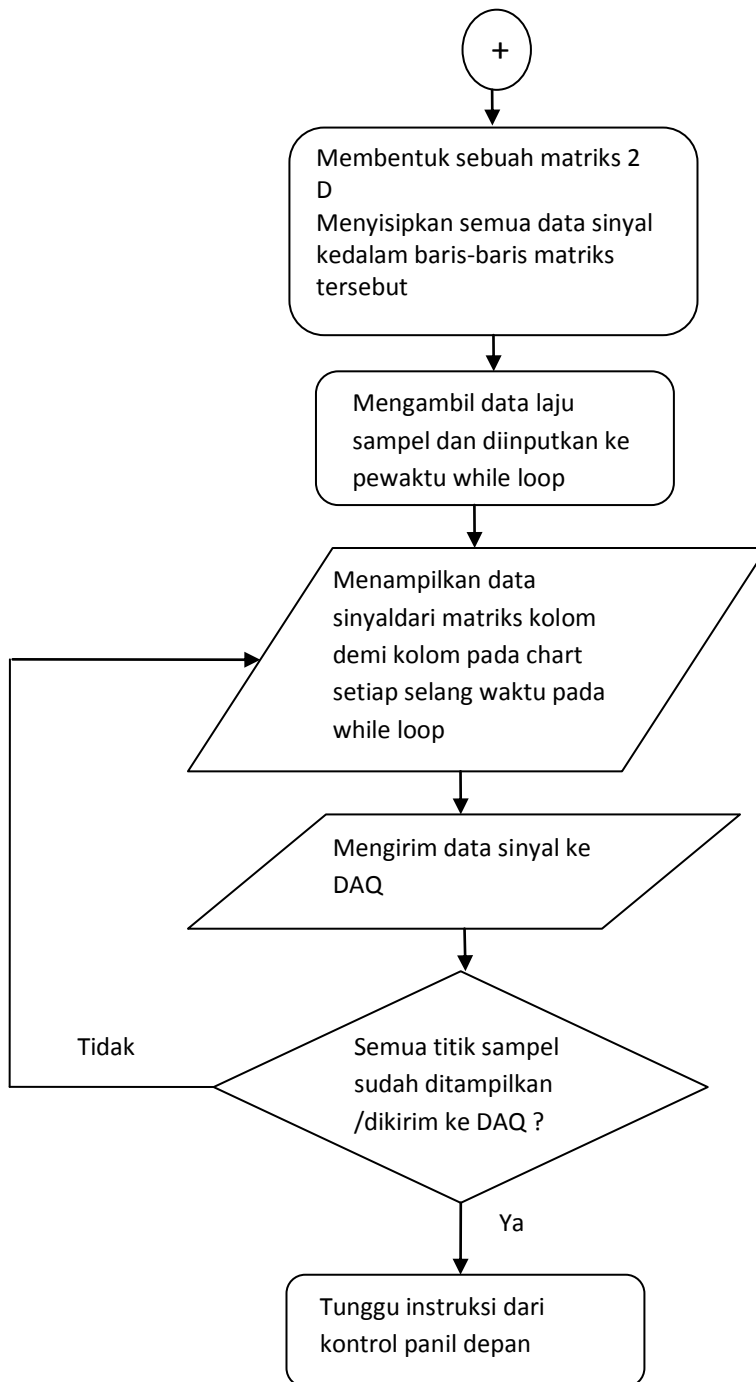 +
Membentuk sebuah matriks 2
D
Menyisipkan semua data sinyal
kedalam baris-baris matriks
tersebut
Mengambil data laju
sampel dan diinputkan ke
pewaktu while loop
Menampilkan data
sinyaldari matriks kolom
demi kolom pada chart
setiap selang waktu pada
while loop
Mengirim data sinyal ke
DAQ
Tidak
Semua titik sampel
sudah ditampilkan
/dikirim ke DAQ ?
Ya
Tunggu instruksi dari
kontrol panil depan